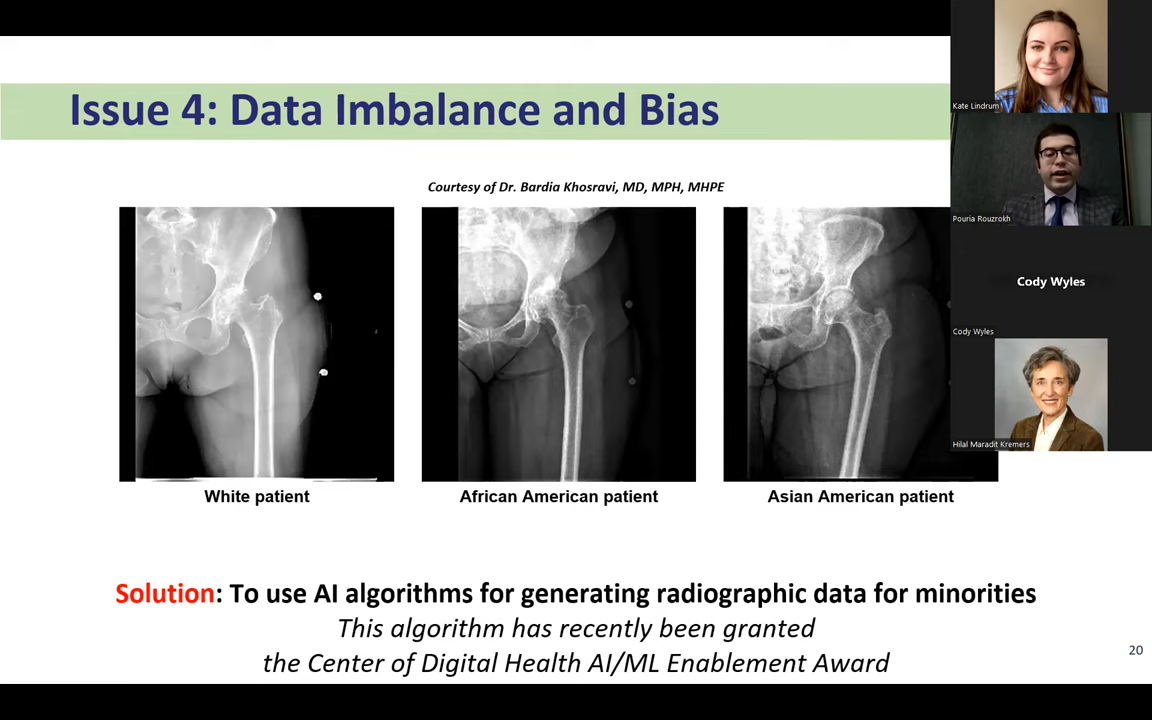 Issue 4: Data Imbalance and Bias
Courtesy of Dr. Bardia Khosravi, MD, MPH, MHPE
White patient
African American patient
Asian American patient
Solution: To use AI algorithms for generating radiographic data for minorities
This algorithm has recently been granted
the Center of Digital Health AI/ML Enablement Award
20
Kate Lindrum
Pouria Rouzrokh
Cody Wyles
Cody Wyles
Hilal Maradit Kremers